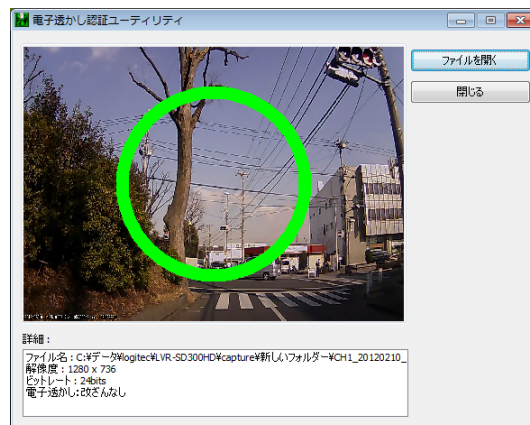 電子透かし認証ユーティリティ
ファイルを開く
閉じる
詳細：
ファイル名：C:¥データ¥logitec¥LVR-SD300HD¥capture¥新しいフォルダー¥CH1_20120210_
解像度：1280 x 736
ビットレート：24bits
電子透かし：改ざんなし